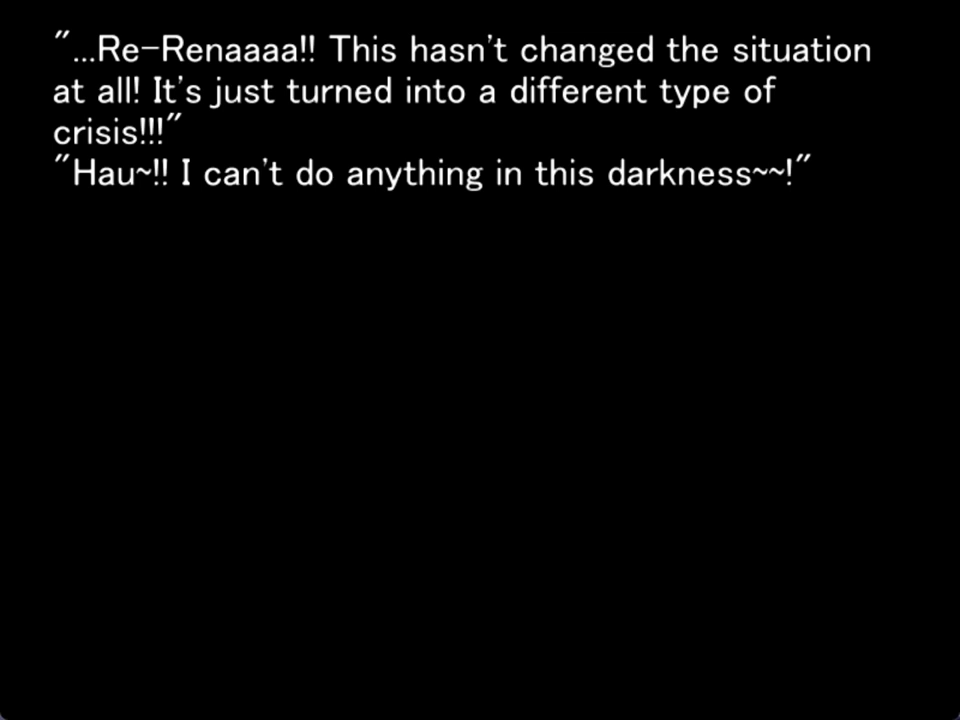 "...Re-Renaaaa!! This hasn't changed the situation
at all! It's just turned into a different type of
crisis!!!"
"Hau~!! I can't do anything in this darkness~~!"